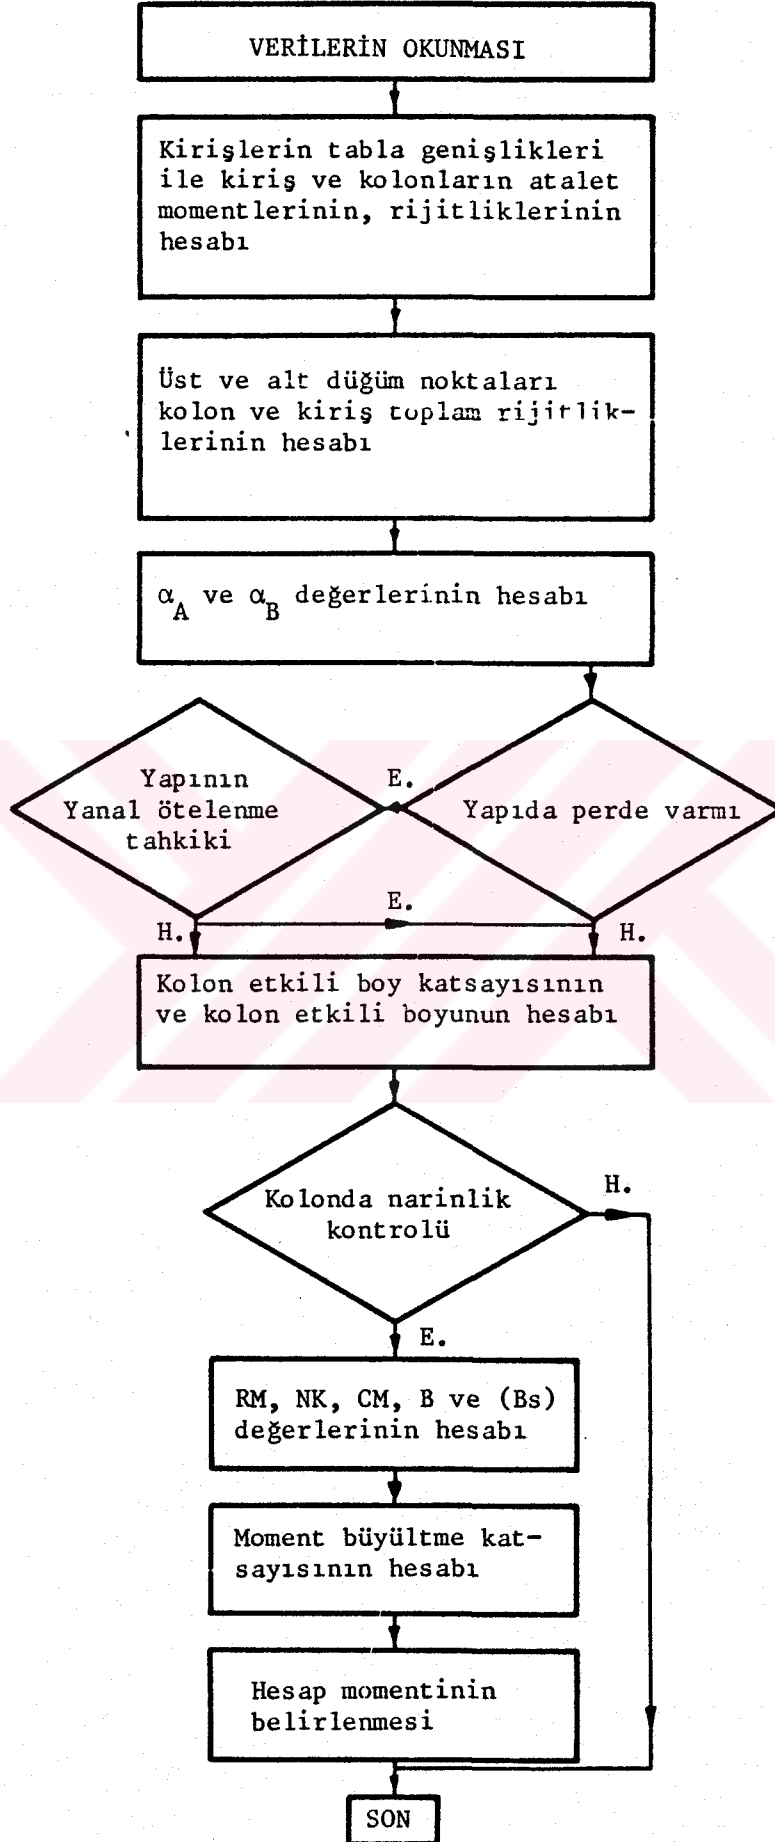 VERİLERİN OKUNMASI
Kirişlerin tabla genişlikleri
ile kiriş ve kolonların atalet
momentlerinin, rijitliklerinin
hesabı
Üst ve alt düğüm noktaları
kolon ve kiriş toplam rijitlik-
lerinin hesabı
α_A ve α_B değerlerinin hesabı
Yapının
Yanal ötelenme
tahkiki
E.
Yapıda perde varmı
E.
H.
H.
Kolon etkili boy katsayısının
ve kolon etkili boyunun hesabı
Kolonda narinlik
kontrolü
H.
E.
RM, NK, CM, B ve (Bs)
değerlerinin hesabı
Moment büyültme kat-
sayısının hesabı
Hesap momentinin
belirlenmesi
SON